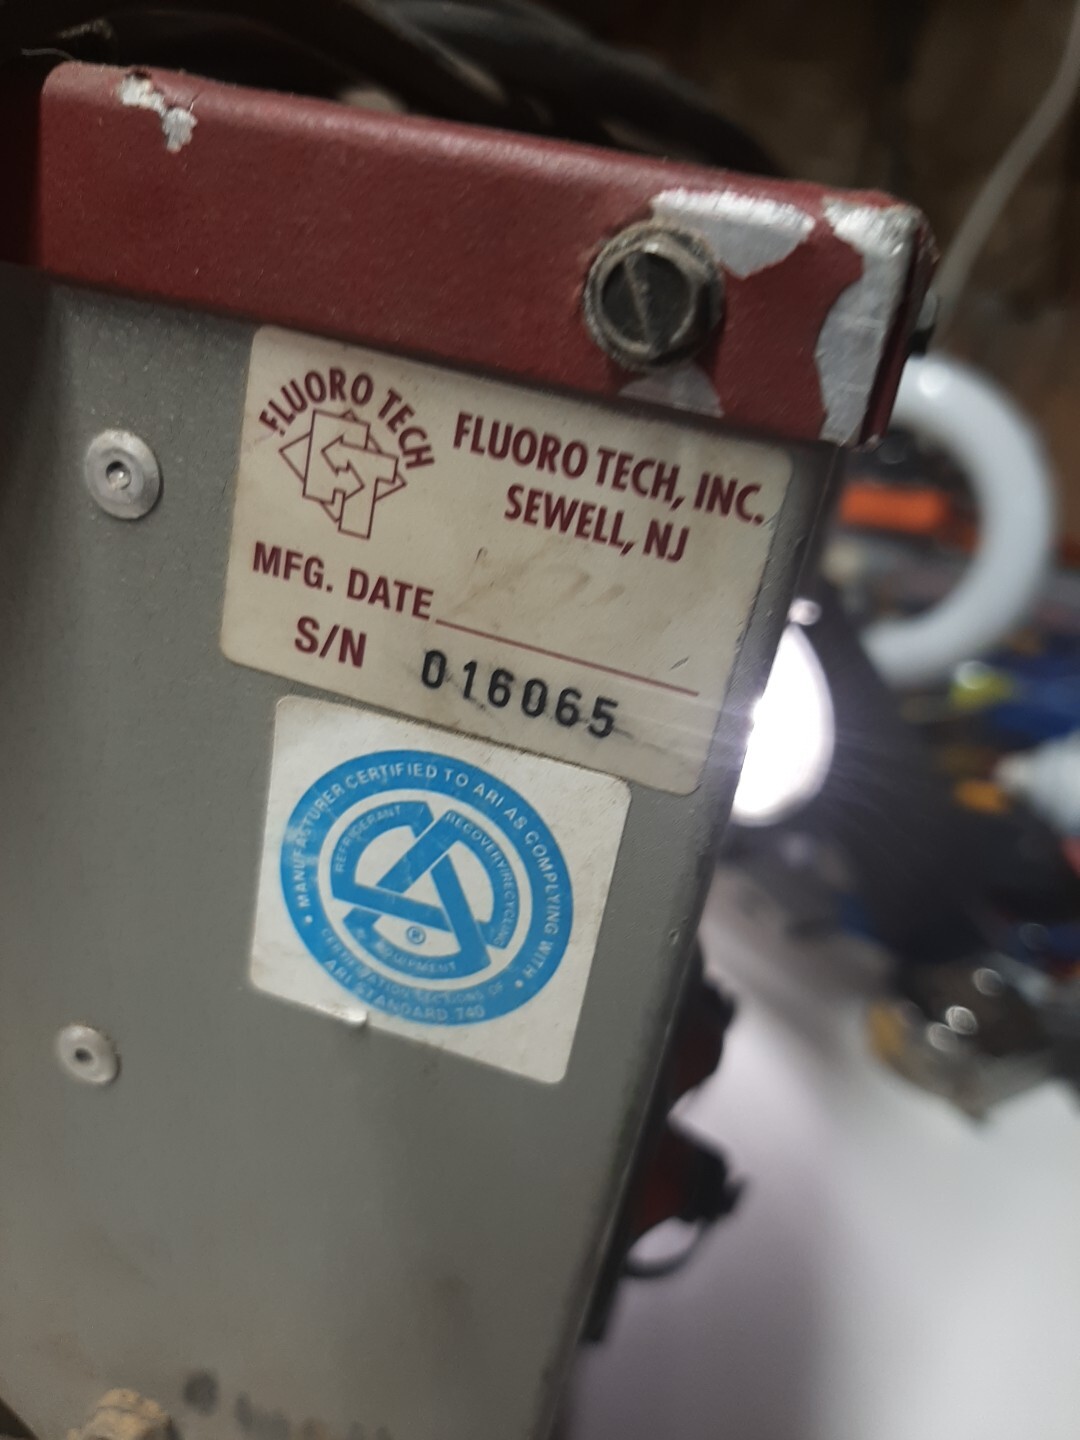 FLUORO TECH
FLUORO TECH, INC.
SEWELL, NJ
MFG. DATE
S/N 016065
MANUFACTURER CERTIFIED TO ARI AS COMPLYING WITH
REFRIGERANT RECOVERY/RECYCLING
EQUIPMENT
®
CERTIFICATION SECTIONS OF
ARI STANDARD 740